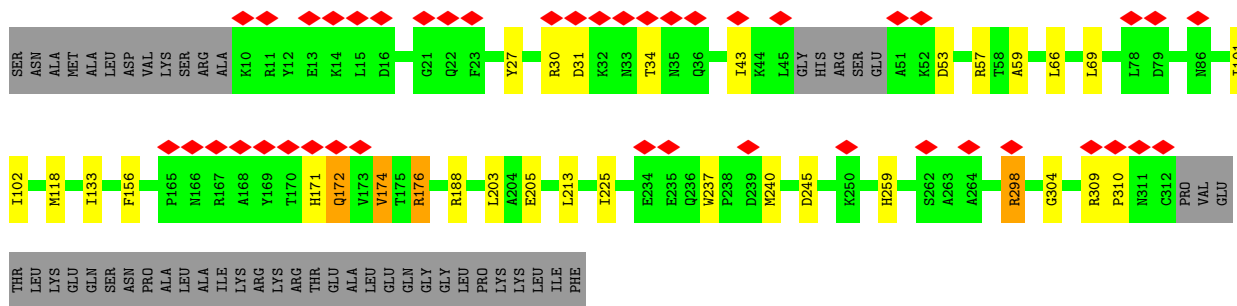 SER ASN ALA MET ALA LEU ASP VAL LYS SER ARG ALA K10 R11 Y12 E13 K14 L15 D16 G21 Q22 F23 Y27 R30 D31 K32 N33 T34 N35 Q36 I43 K44 L45 GLY HIS ARG SER GLU A51 K52 D53 R57 T58 A59 L66 L69 L78 D79 N86 I101
I102 M118 I133 F156 P165 N166 R167 A168 Y169 T170 H171 Q172 V173 V174 T175 R176 R188 L203 A204 E205 L213 I225 E234 E235 Q236 W237 P238 D239 M240 D245 K250 H259 S262 A263 A264 R298 G304 R309 P310 N311 C312 PRO VAL GLU
THR LEU LYS GLU GLN SER ASN PRO ALA LEU ALA ILE LYS ARG LYS ARG THR GLU ALA LEU GLU GLN GLY GLY LEU PRO LYS LYS LEU ILE PHE